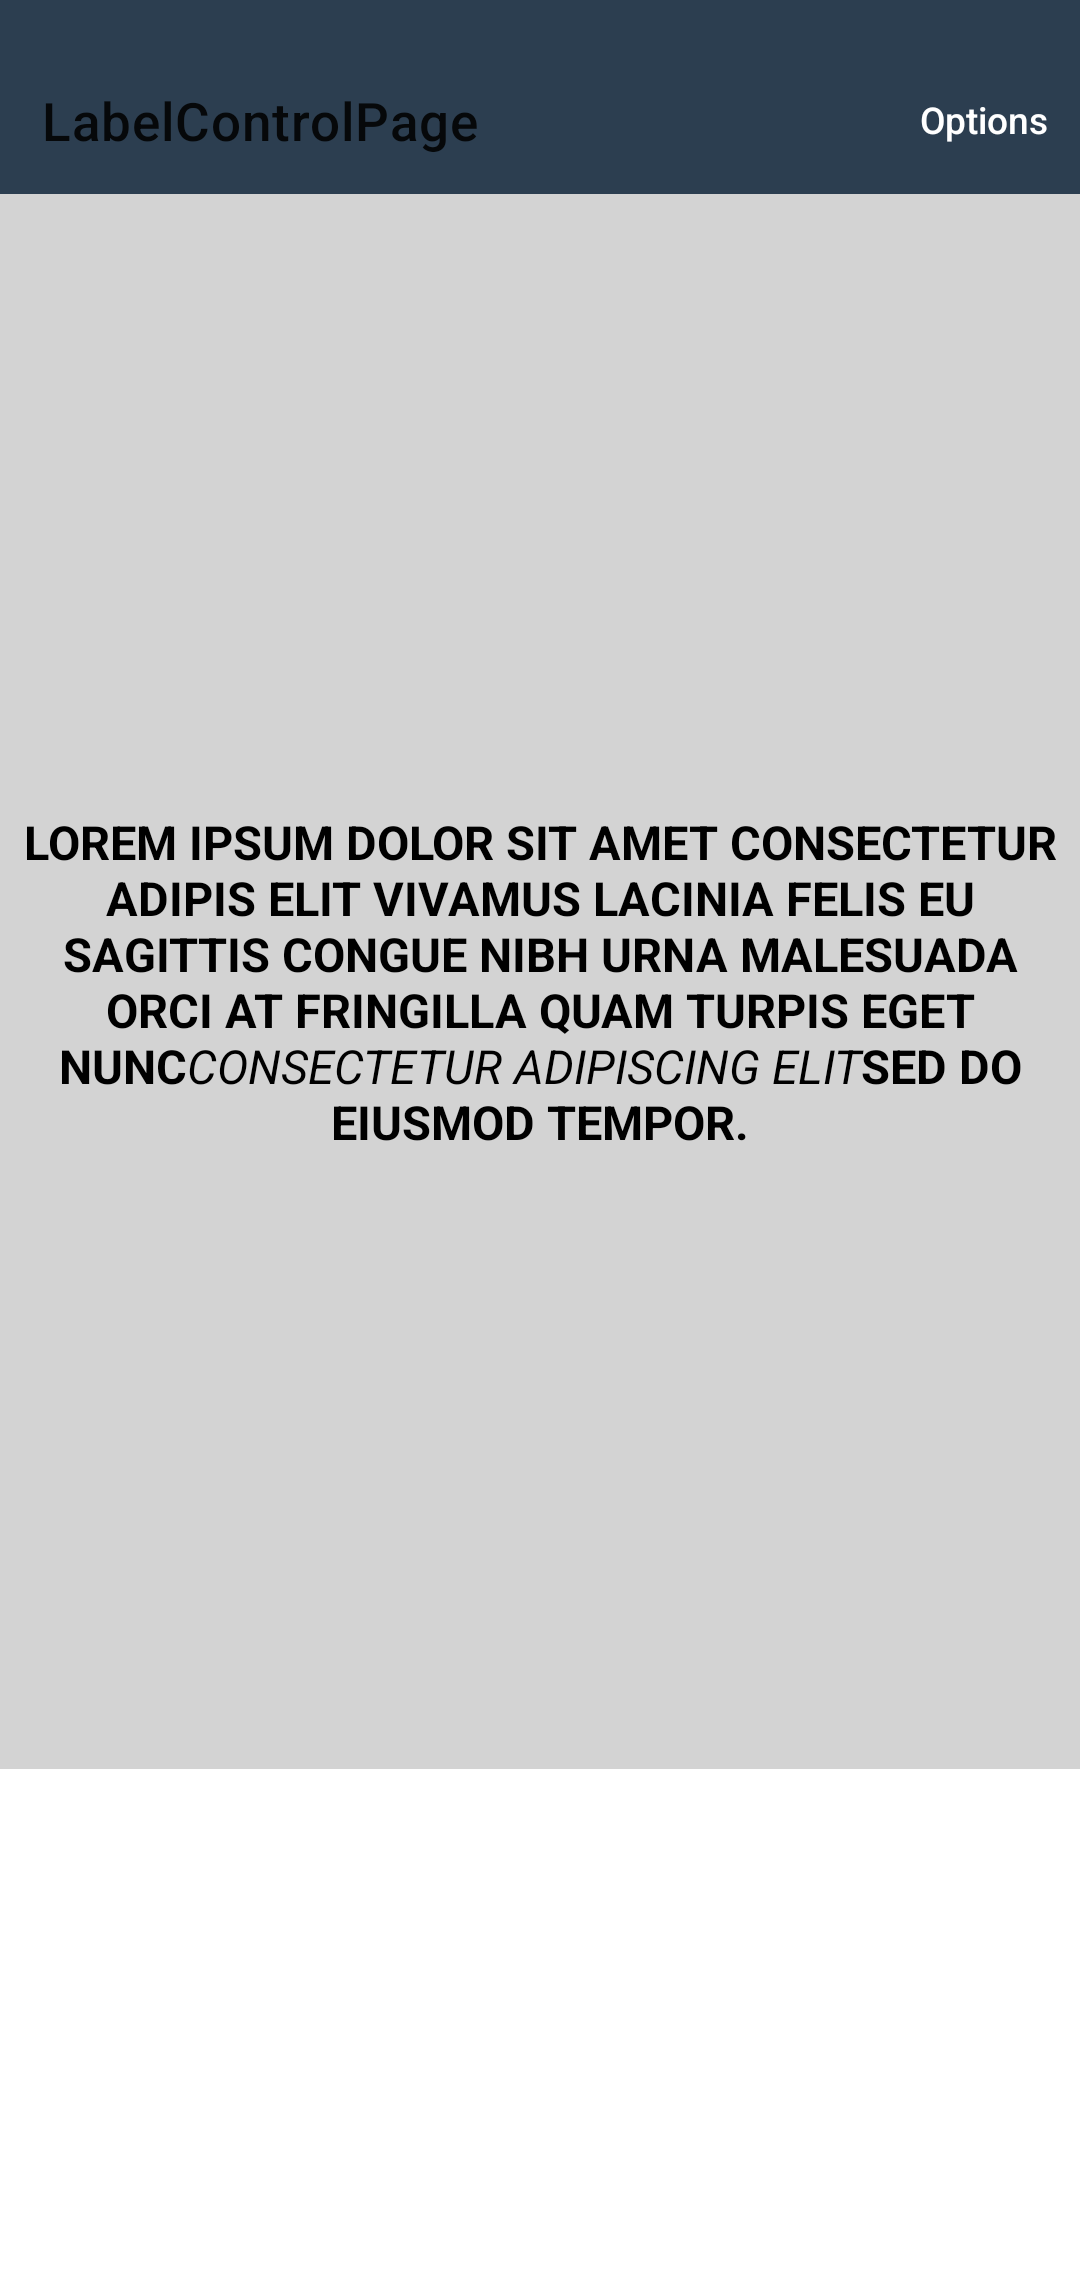 LabelControlPage
Options
LOREM IPSUM DOLOR SIT AMET CONSECTETUR
ADIPIS ELIT VIVAMUS LACINIA FELIS EU
SAGITTIS CONGUE NIBH URNA MALESUADA
ORCI AT FRINGILLA QUAM TURPIS EGET
NUNCCONSECTETUR ADIPISCING ELITSED DO
EIUSMOD TEMPOR.